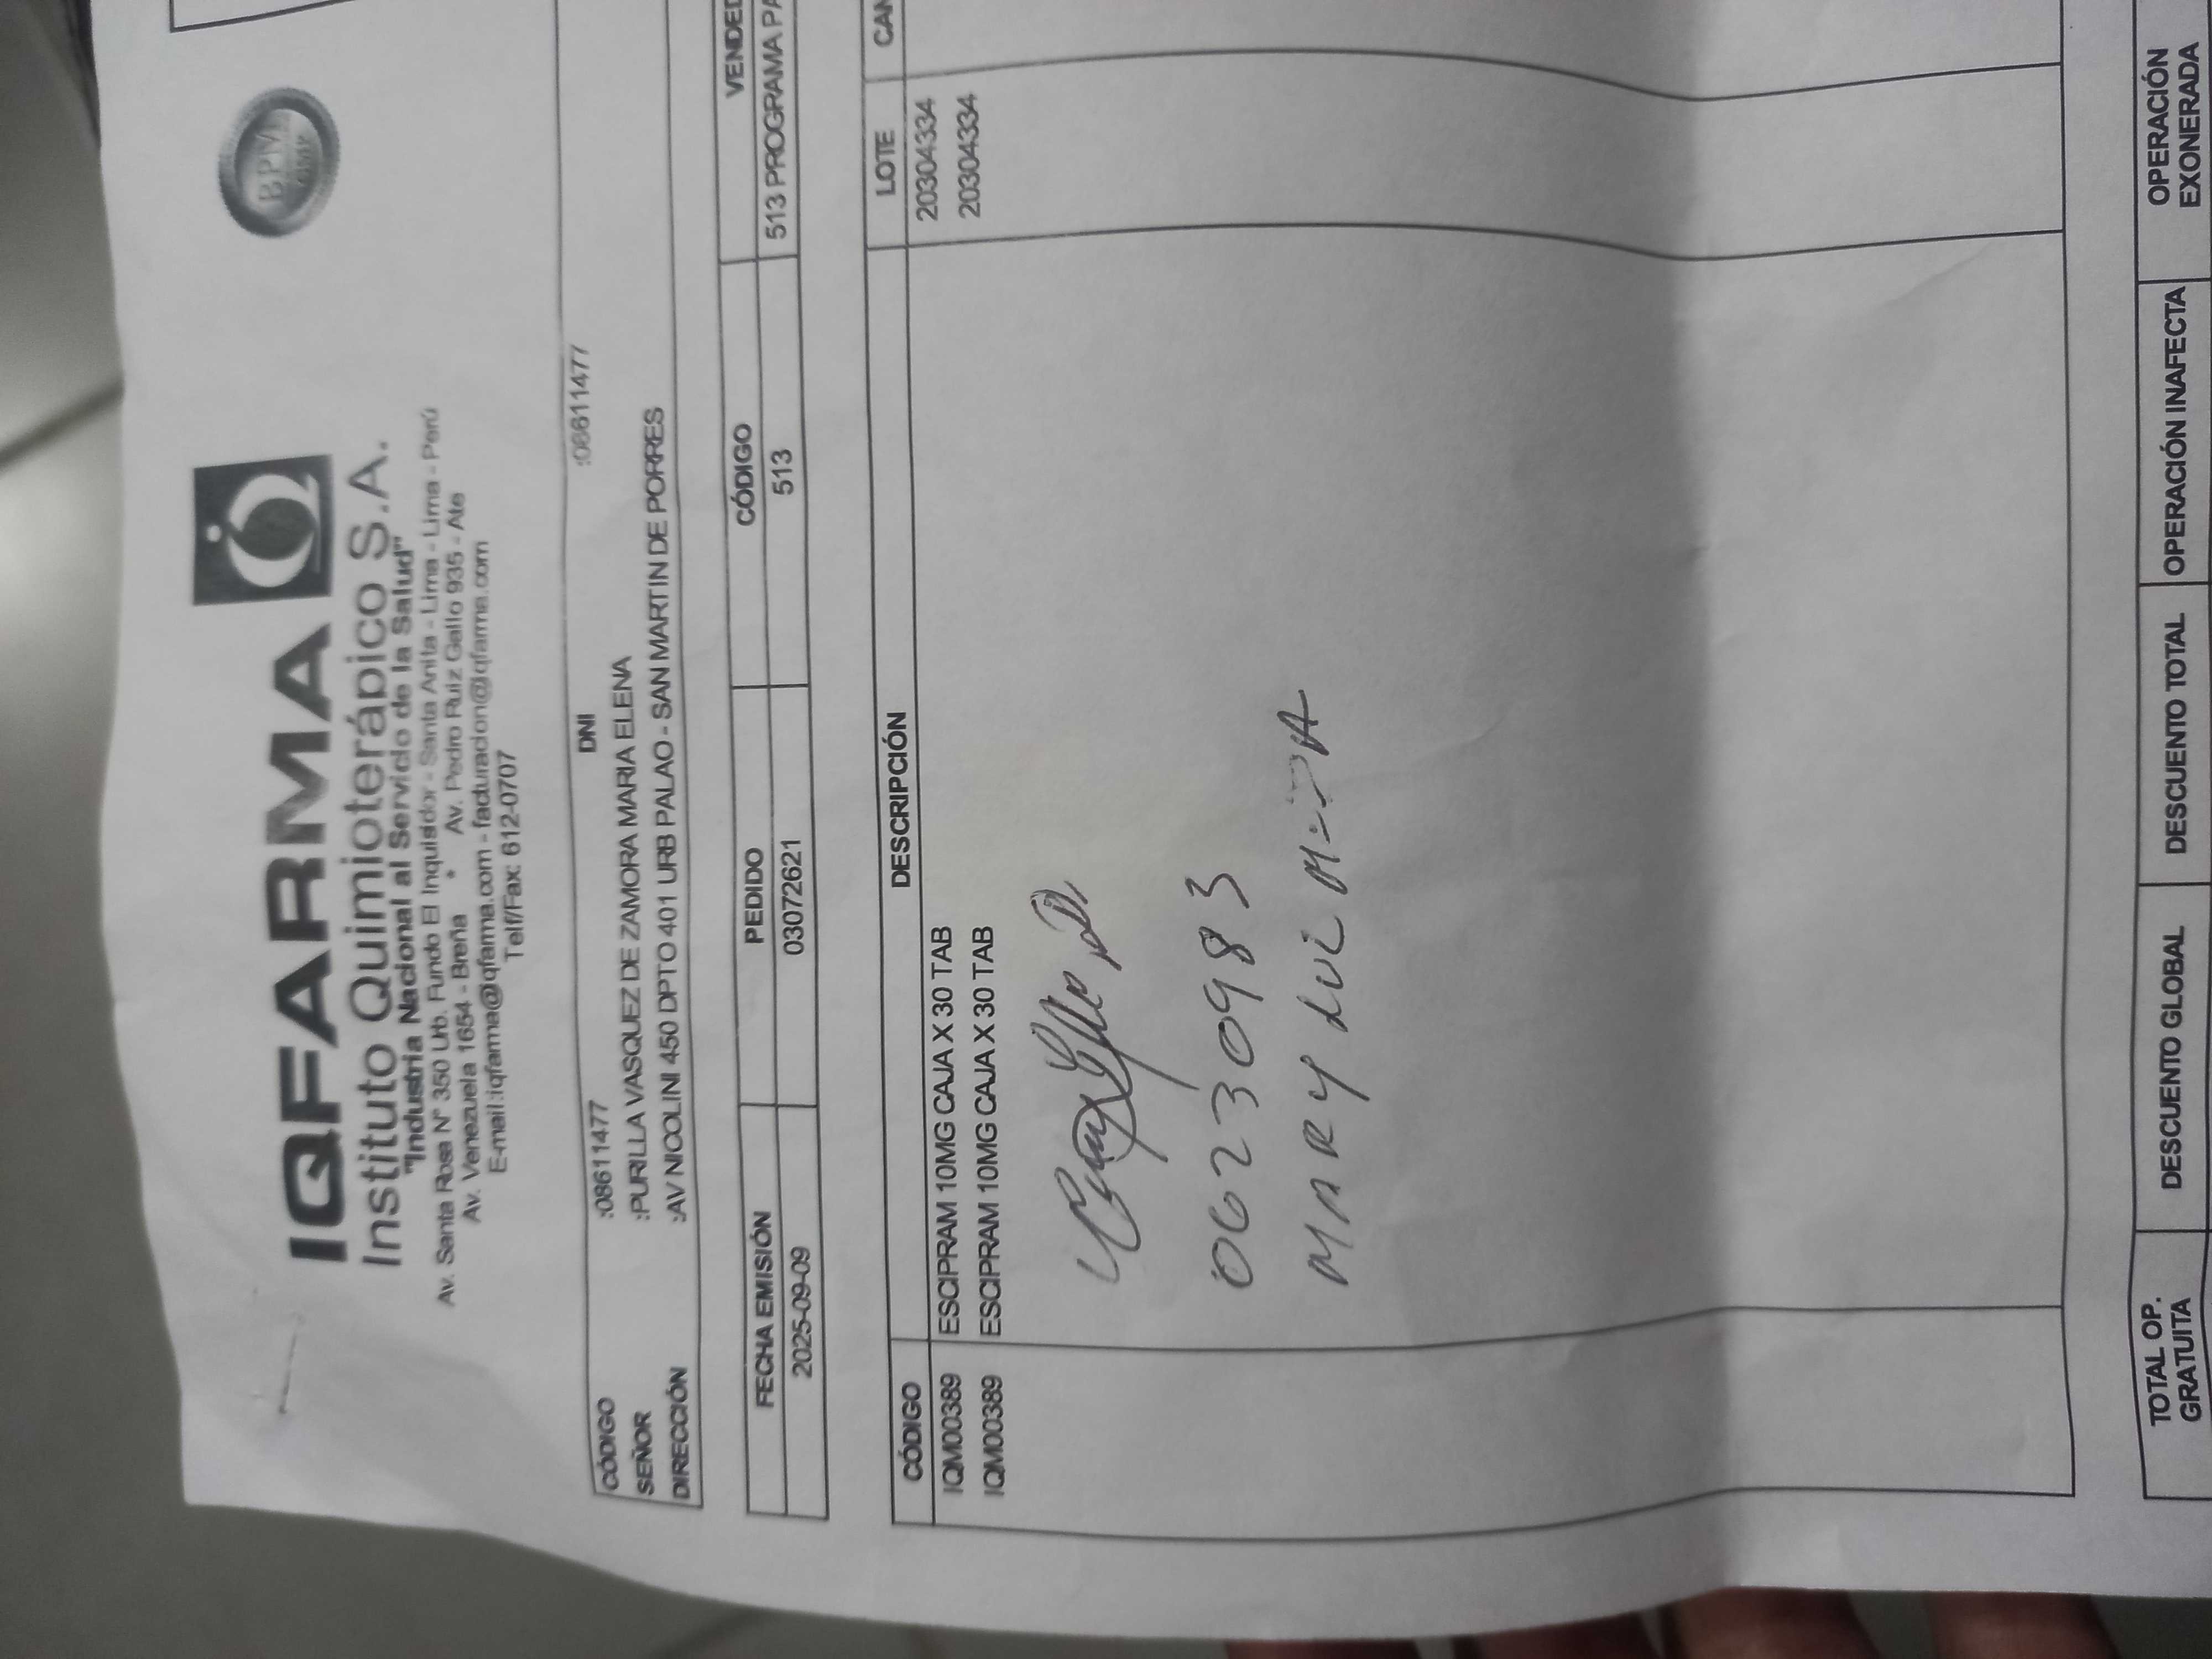 BPM
IQFARMA
Instituto Quimioterápico S.A.
"Industria Nacional al Servicio de la Salud"
Av. Santa Rosa N° 350 Urb. Fundo El Inquisidor - Santa Anita - Lima - Lima - Perú
Av. Venezuela 1654 - Breña * Av. Pedro Ruiz Gallo 935 - Ate
E-mail:iqfarma@iqfarma.com - facturacion@iqfarma.com
Telf/Fax: 612-0707
CÓDIGO :08611477 DNI :08611477
SEÑOR :PURILLA VASQUEZ DE ZAMORA MARIA ELENA
DIRECCIÓN :AV NICOLINI 450 DPTO 401 URB PALAO - SAN MARTIN DE PORRES
FECHA EMISIÓN PEDIDO CÓDIGO VENDED
2025-09-09 03072621 513 513 PROGRAMA PA
CÓDIGO DESCRIPCIÓN LOTE CAN
IQM00389 ESCIPRAM 10MG CAJA X 30 TAB 20304334
IQM00389 ESCIPRAM 10MG CAJA X 30 TAB 20304334
06230983
MARY LUZ
TOTAL OP. GRATUITA DESCUENTO GLOBAL DESCUENTO TOTAL OPERACIÓN INAFECTA OPERACIÓN EXONERADA